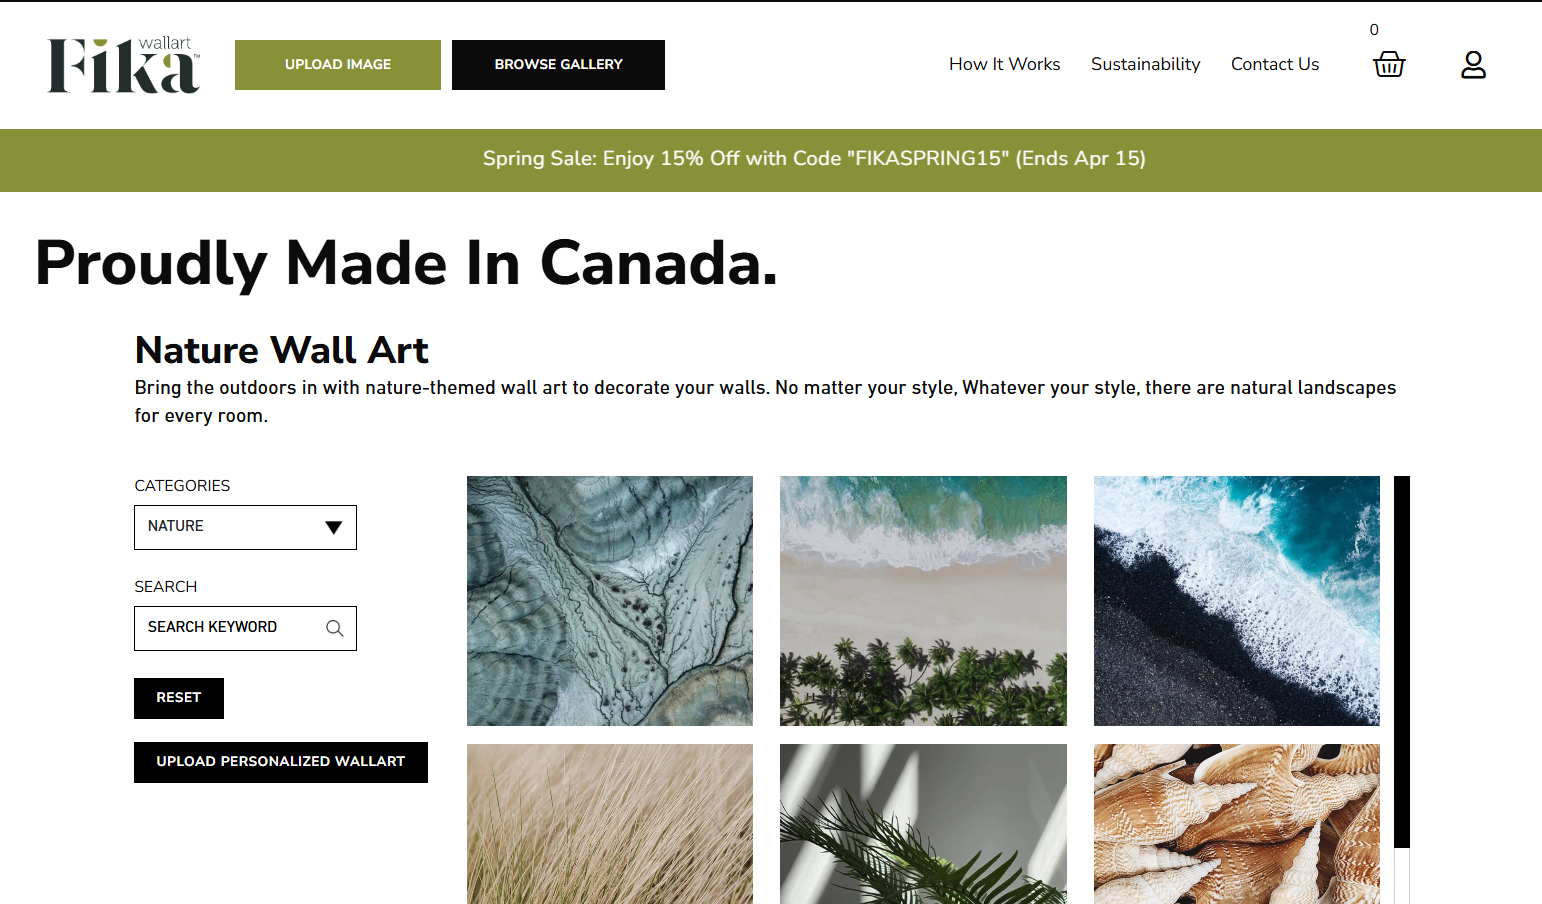 Fika wallart™
UPLOAD IMAGE
BROWSE GALLERY
How It Works
Sustainability
Contact Us
0
Spring Sale: Enjoy 15% Off with Code "FIKASPRING15" (Ends Apr 15)
Proudly Made In Canada.
Nature Wall Art
Bring the outdoors in with nature-themed wall art to decorate your walls. No matter your style, Whatever your style, there are natural landscapes
for every room.
CATEGORIES
NATURE
SEARCH
SEARCH KEYWORD
RESET
UPLOAD PERSONALIZED WALLART